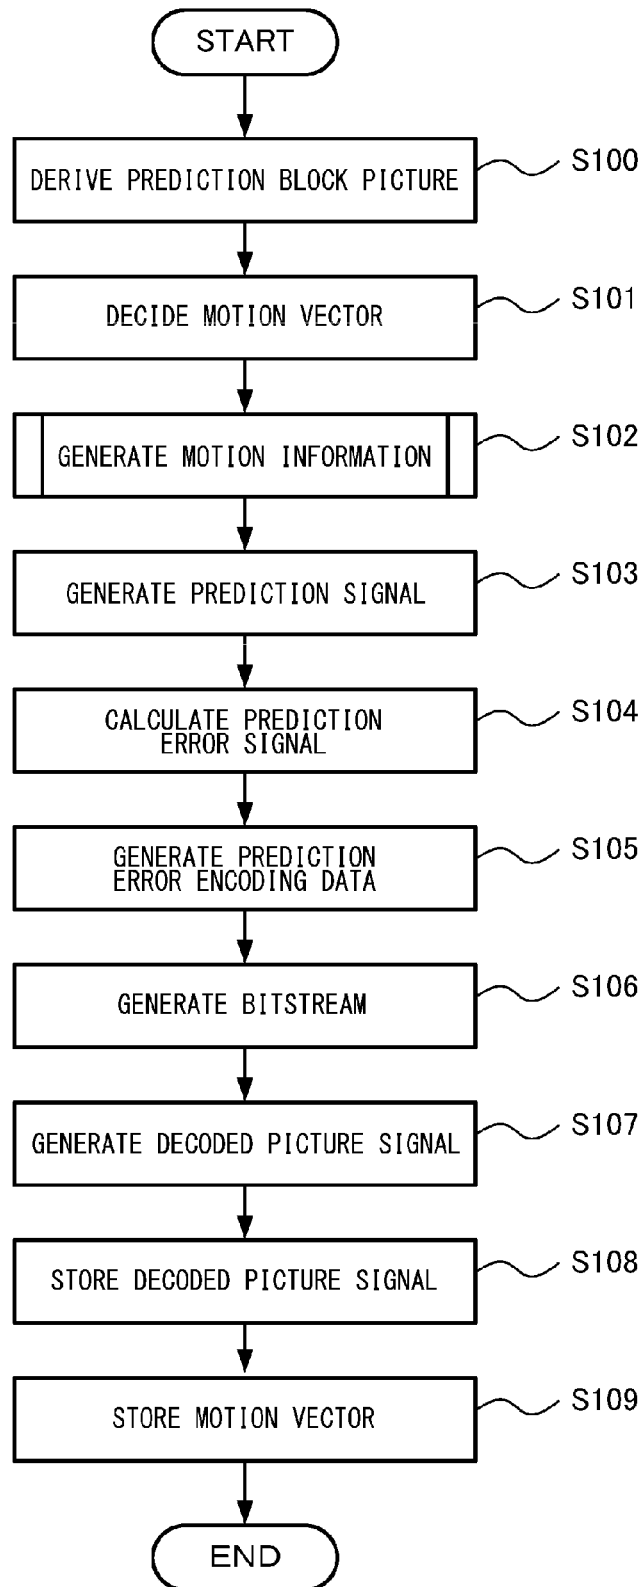 START
DERIVE PREDICTION BLOCK PICTURE
S100
DECIDE MOTION VECTOR
S101
GENERATE MOTION INFORMATION
S102
GENERATE PREDICTION SIGNAL
S103
CALCULATE PREDICTION
ERROR SIGNAL
S104
GENERATE PREDICTION
ERROR ENCODING DATA
S105
GENERATE BITSTREAM
S106
GENERATE DECODED PICTURE SIGNAL
S107
STORE DECODED PICTURE SIGNAL
S108
STORE MOTION VECTOR
S109
END